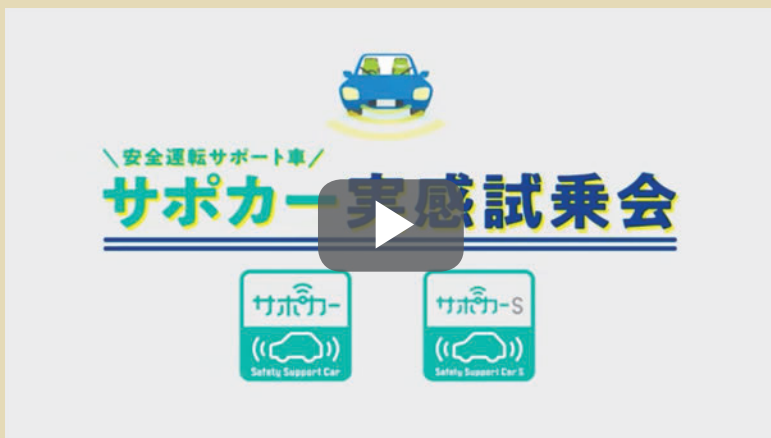 \安全運転サポート車/
サポカー実感試乗会
サポカー
Safety Support Car
サポカーS
Safety Support Car S